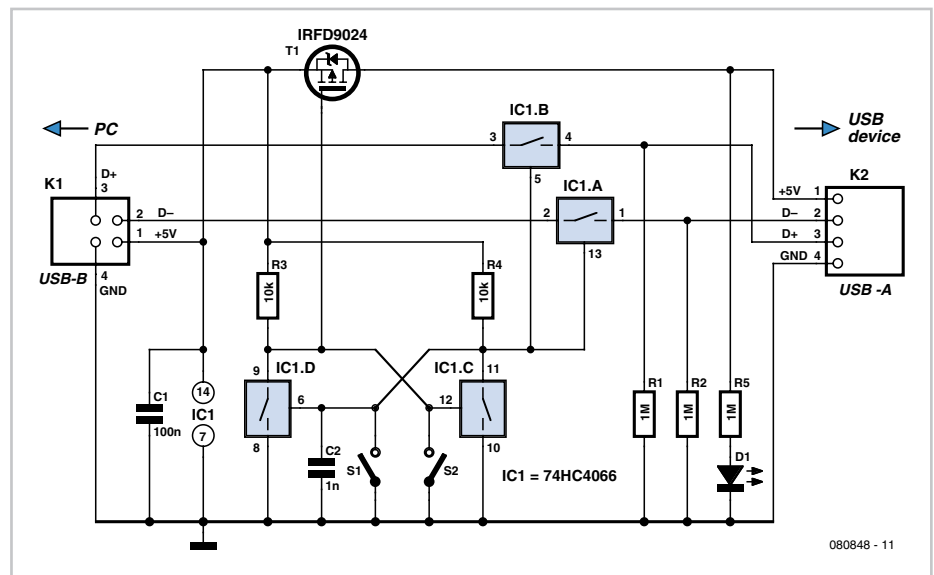 IRFD9024
T1
PC
IC1.B
3
4
5
USB
device
K1
D+
3
IC1.A
K2
2
D–
2
1
1
+5V
13
+5V
1
D–
2
D+
3
GND
4
USB-B
4
GND
USB -A
R3
10k
R4
10k
9
IC1.D
IC1.C
11
6
12
8
10
C1
100n
14
IC1
7
C2
1n
S1
S2
IC1 = 74HC4066
R1
1M
R2
1M
R5
1M
D1
080848 - 11